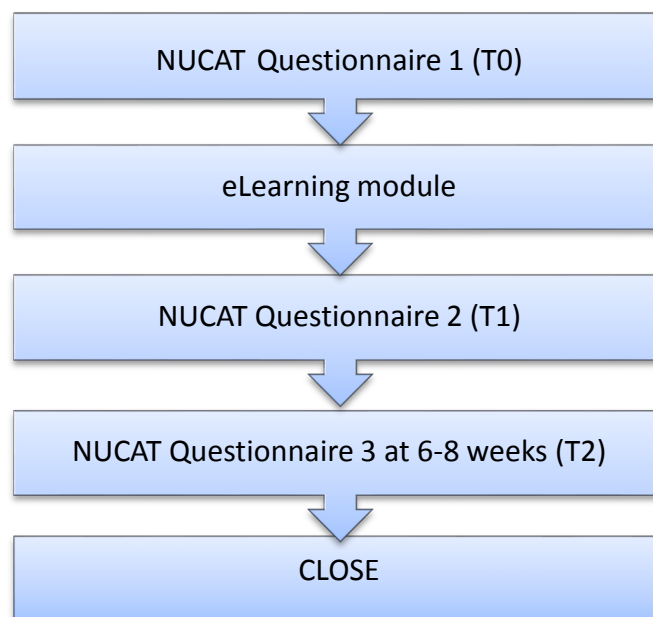 NUCAT Questionnaire 1 (T0)
eLearning module
NUCAT Questionnaire 2 (T1)
NUCAT Questionnaire 3 at 6-8 weeks (T2)
CLOSE